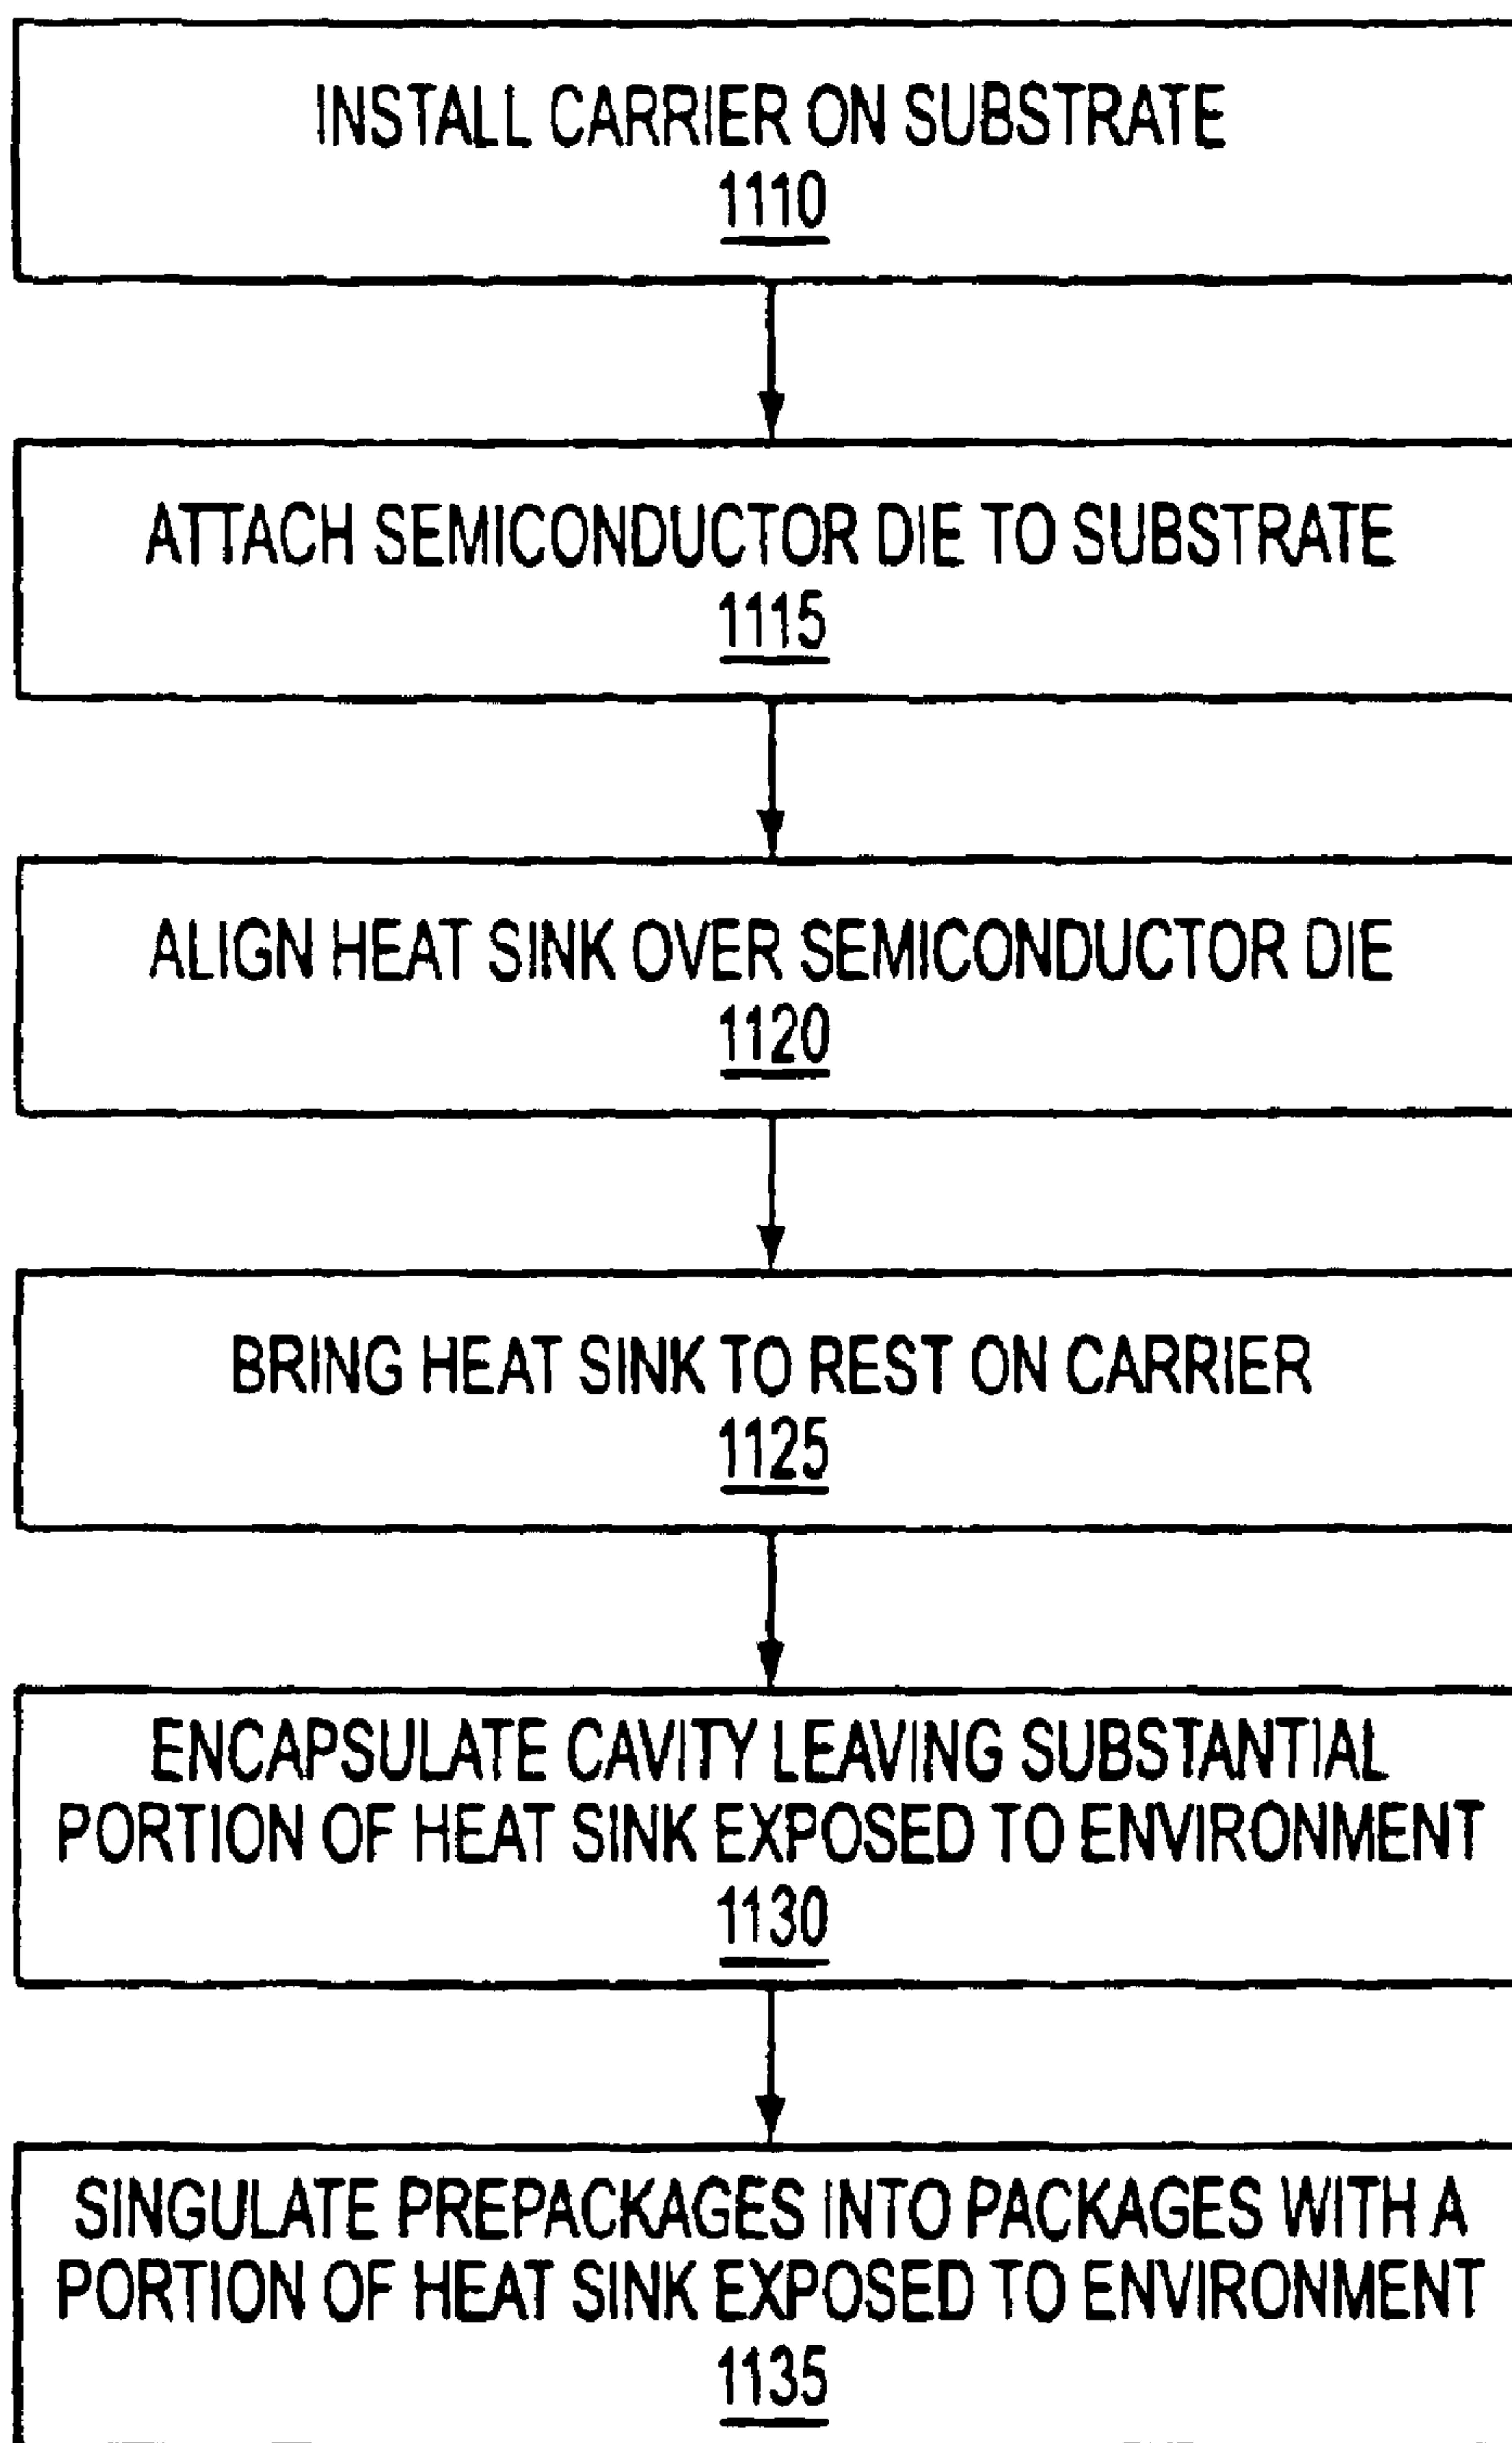 INSTALL CARRIER ON SUBSTRATE
1110
ATTACH SEMICONDUCTOR DIE TO SUBSTRATE
1115
ALIGN HEAT SINK OVER SEMICONDUCTOR DIE
1120
BRING HEAT SINK TO REST ON CARRIER
1125
ENCAPSULATE CAVITY LEAVING SUBSTANTIAL
PORTION OF HEAT SINK EXPOSED TO ENVIRONMENT
1130
SINGULATE PREPACKAGES INTO PACKAGES WITH A
PORTION OF HEAT SINK EXPOSED TO ENVIRONMENT
1135